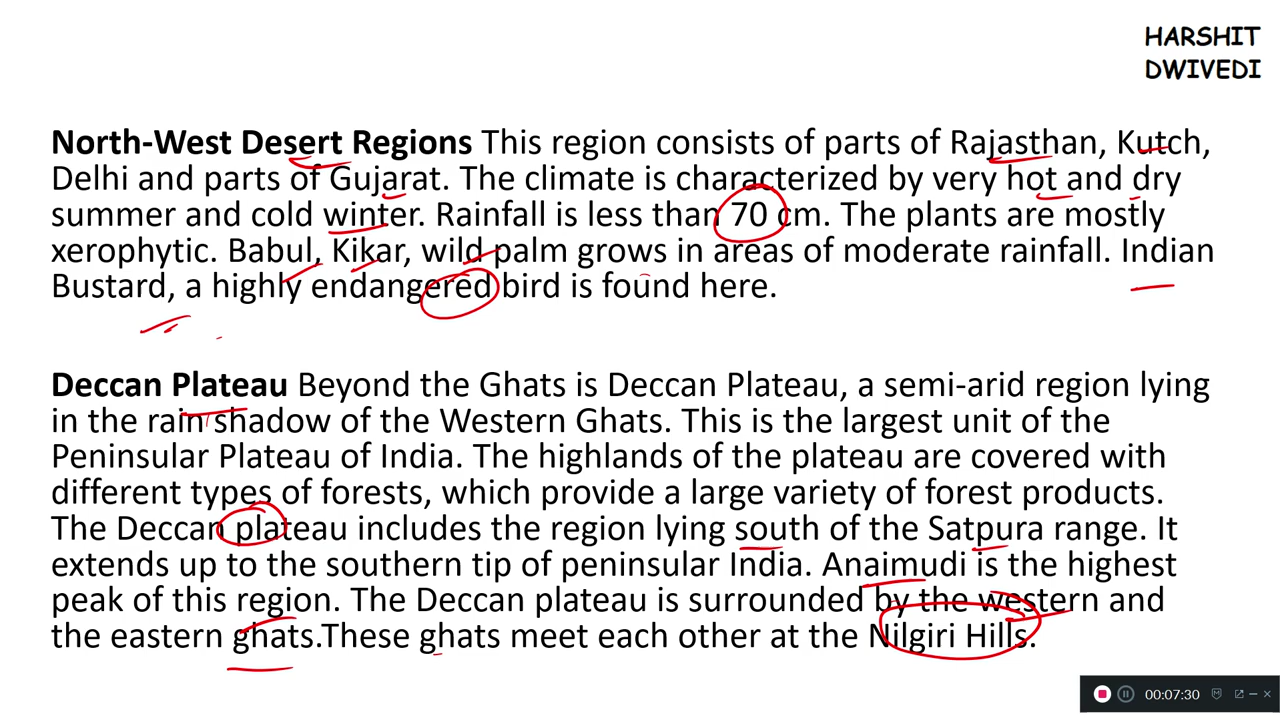 HARSHIT
DWIVEDI
North-West Desert Regions This region consists of parts of Rajasthan, Kutch,
Delhi and parts of Gujarat. The climate is characterized by very hot and dry
summer and cold winter. Rainfall is less than 70 cm. The plants are mostly
xerophytic. Babul, Kikar, wild palm grows in areas of moderate rainfall. Indian
Bustard, a highly endangered bird is found here.
Deccan Plateau Beyond the Ghats is Deccan Plateau, a semi-arid region lying
in the rain shadow of the Western Ghats. This is the largest unit of the
Peninsular Plateau of India. The highlands of the plateau are covered with
different types of forests, which provide a large variety of forest products.
The Deccan plateau includes the region lying south of the Satpura range. It
extends up to the southern tip of peninsular India. Anaimudi is the highest
peak of this region. The Deccan plateau is surrounded by the western and
the eastern ghats.These ghats meet each other at the Nilgiri Hills.
00:07:30